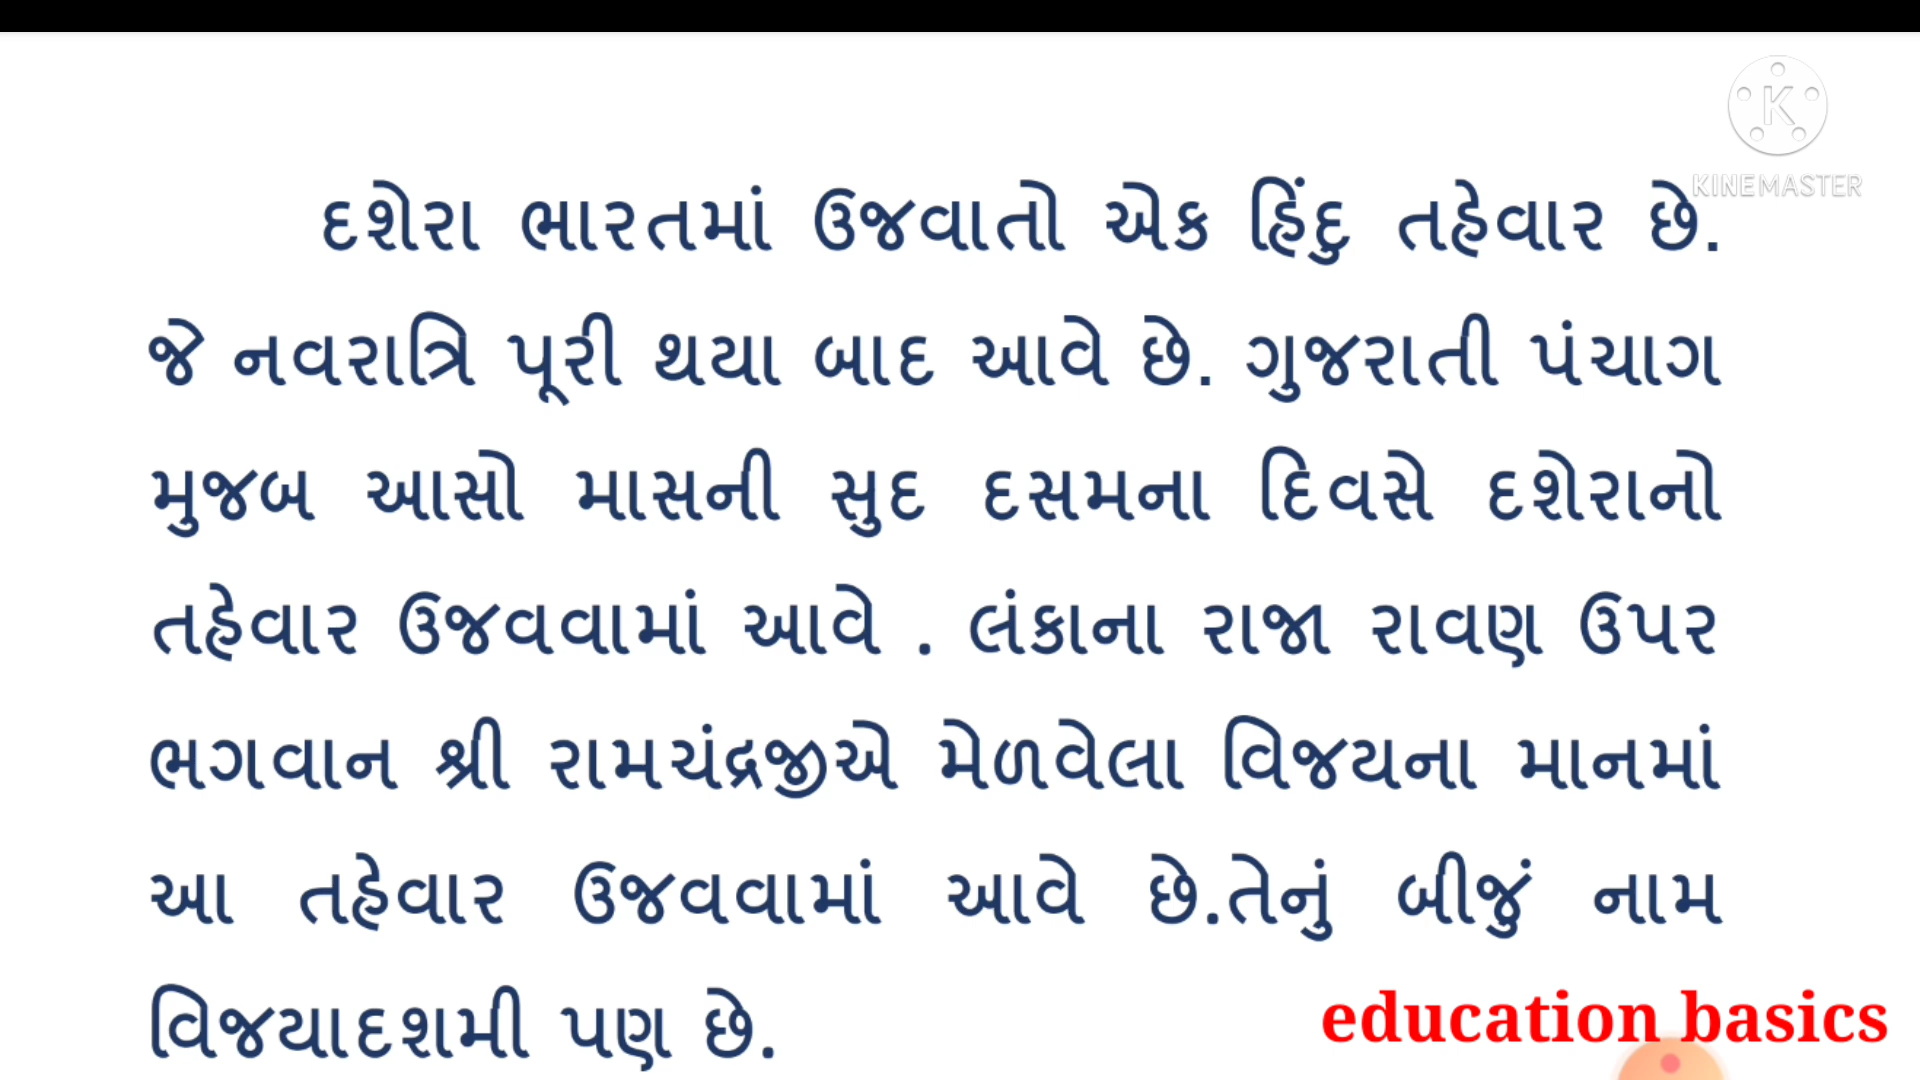 KINEMASTER
દશેરા ભારતમાં ઉજવાતો એક હિંદુ તહેવાર છે.
જે નવરાત્રિ પૂરી થયા બાદ આવે છે. ગુજરાતી પંચાગ
મુજબ આસો માસની સુદ દસમના દિવસે દશેરાનો
તહેવાર ઉજવવામાં આવે . લંકાના રાજા રાવણ ઉપર
ભગવાન શ્રી રામચંદ્રજીએ મેળવેલા વિજયના માનમાં
આ તહેવાર ઉજવવામાં આવે છે.તેનું બીજું નામ
વિજયાદશમી પણ છે.
education basics